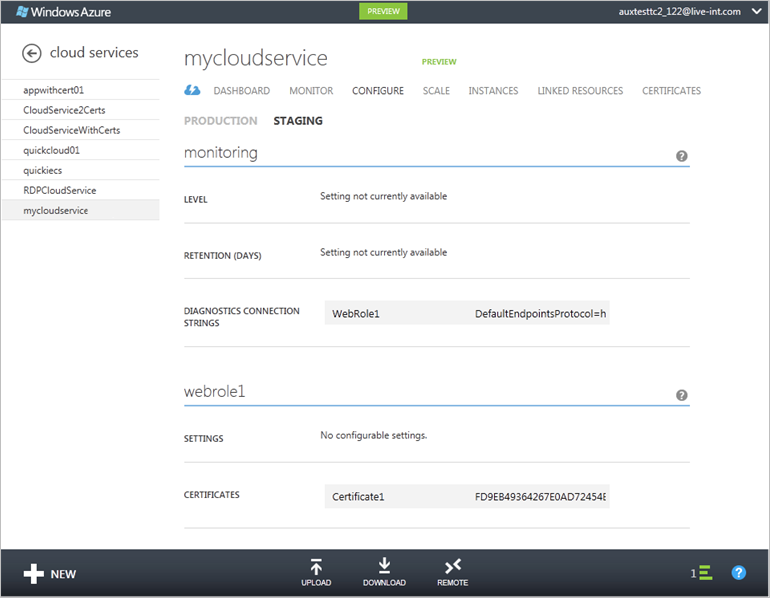 Windows Azure
PREVIEW
auxtesttc2_122@live-int.com
cloud services
appwithcert01
CloudService2Certs
CloudServiceWithCerts
quickcloud01
quickiecs
RDPCloudService
mycloudservice
mycloudservice
PREVIEW
DASHBOARD MONITOR CONFIGURE SCALE INSTANCES LINKED RESOURCES CERTIFICATES
PRODUCTION STAGING
monitoring
?
LEVEL
Setting not currently available
RETENTION (DAYS)
Setting not currently available
DIAGNOSTICS CONNECTION
STRINGS
WebRole1 DefaultEndpointsProtocol=h
webrole1
?
SETTINGS
No configurable settings.
CERTIFICATES
Certificate1 FD9EB49364267E0AD72454E
NEW
UPLOAD
DOWNLOAD
REMOTE
1
?